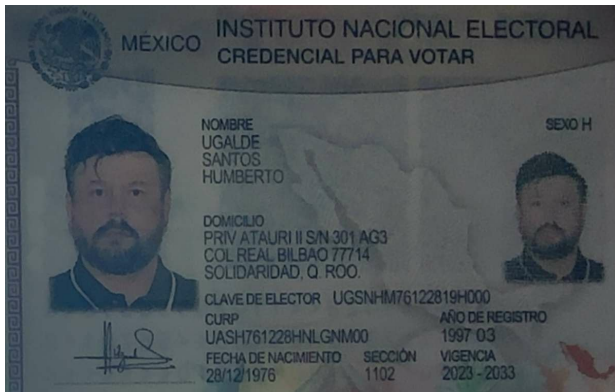 MÉXICO
INSTITUTO NACIONAL ELECTORAL
CREDENCIAL PARA VOTAR
NOMBRE
UGALDE
SANTOS
HUMBERTO
SEXO H
DOMICILIO
PRIV ATAURI II S/N 301 AG3
COL REAL BILBAO 77714
SOLIDARIDAD, Q. ROO.
CLAVE DE ELECTOR UGSNHM76122819H000
CURP
UASH761228HNLGNM00
AÑO DE REGISTRO
1997 03
FECHA DE NACIMIENTO
28/12/1976
SECCIÓN
1102
VIGENCIA
2023 - 2033